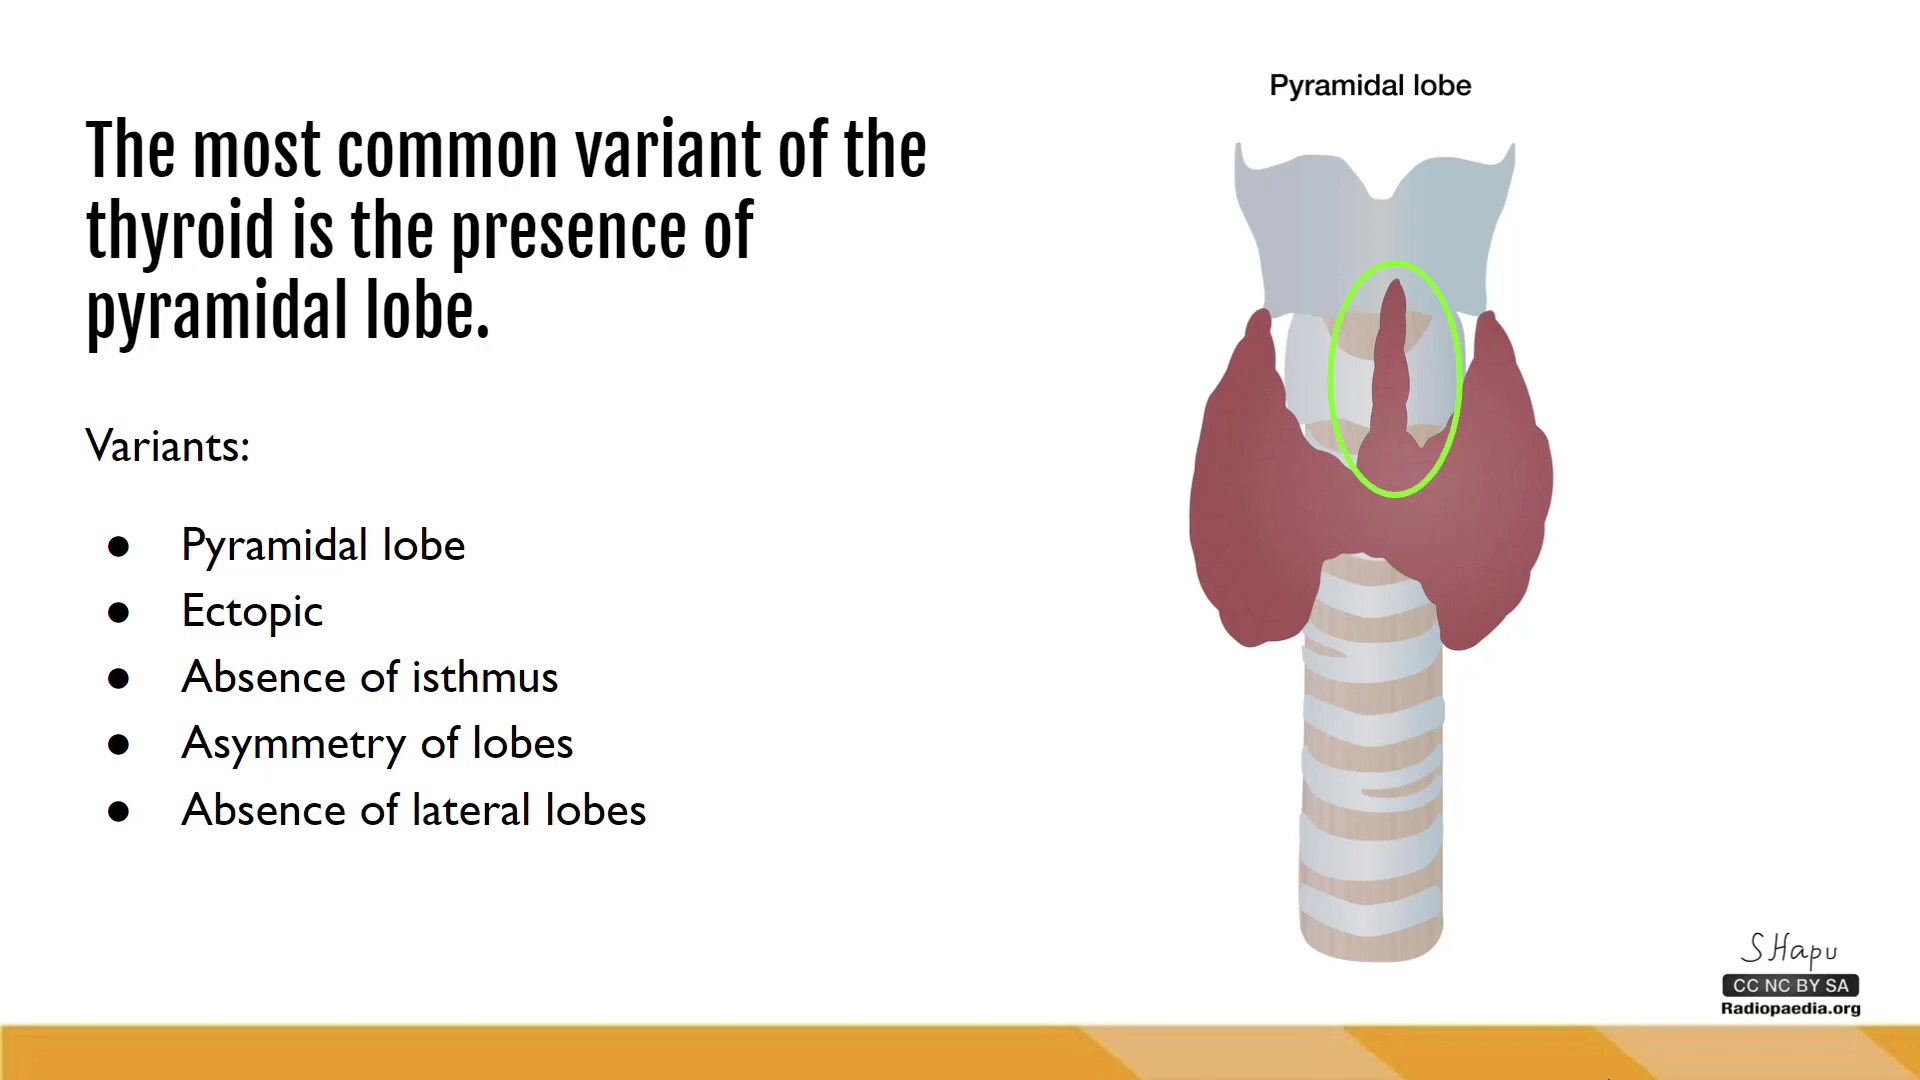 The most common variant of the
thyroid is the presence of
pyramidal lobe.
Variants:
● Pyramidal lobe
● Ectopic
● Absence of isthmus
● Asymmetry of lobes
● Absence of lateral lobes
Pyramidal lobe
SHapu
CC NC BY SA
Radiopaedia.org